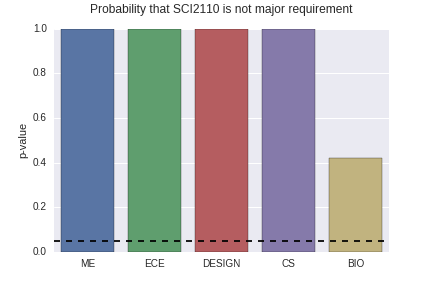 Probability that SCI2110 is not major requirement
1.0
0.8
0.6
0.4
0.2
0.0
p-value
ME ECE DESIGN CS BIO